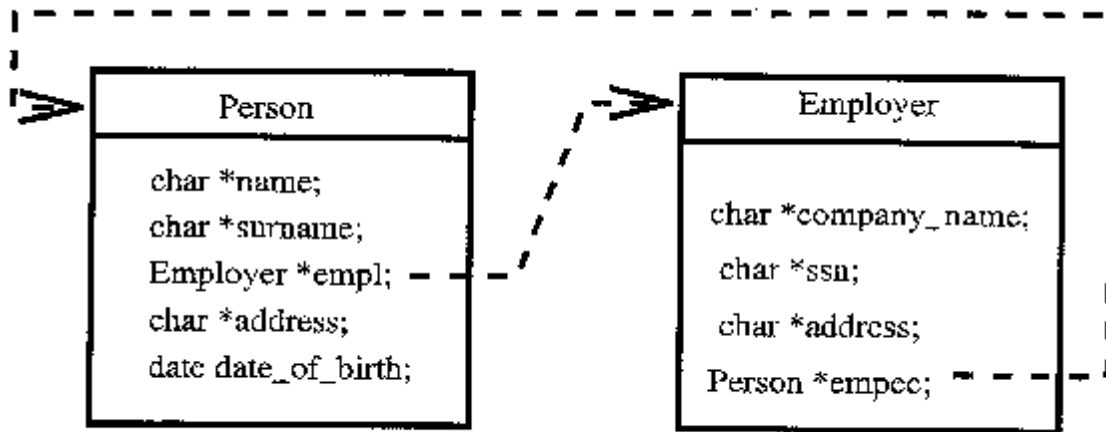 Person
char *name;
char *surname;
Employer *empl;
char *address;
date date_of_birth;
Employer
char *company_name;
char *ssn;
char *address;
Person *empee;